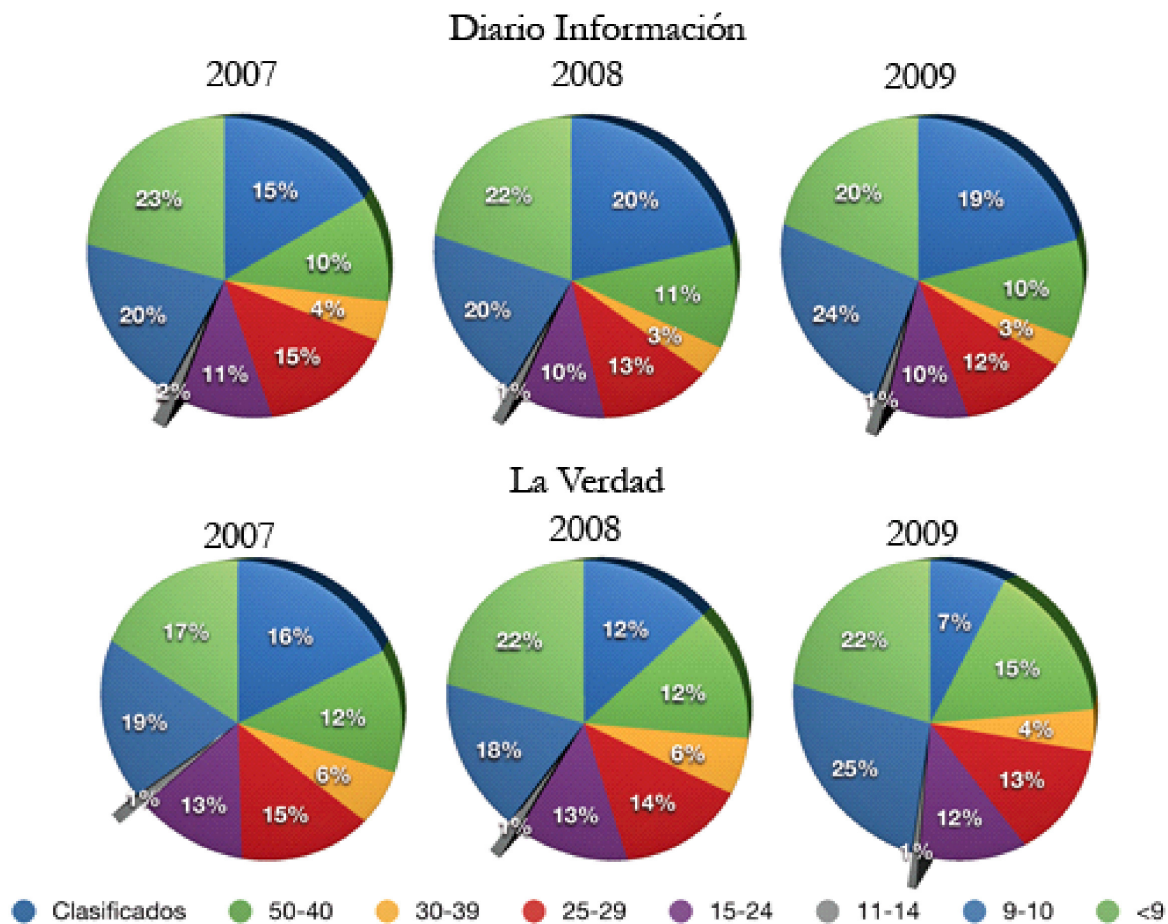 Diario Información
2007 2008 2009
23% 15% 10% 4% 15% 11% 2% 20%
22% 20% 11% 3% 13% 10% 1% 20%
20% 19% 10% 3% 12% 10% 1% 24%
La Verdad
2007 2008 2009
17% 16% 12% 6% 15% 13% 1% 19%
22% 12% 12% 6% 14% 13% 1% 18%
22% 7% 15% 4% 13% 12% 1% 25%
Clasificados 50-40 30-39 25-29 15-24 11-14 9-10 <9